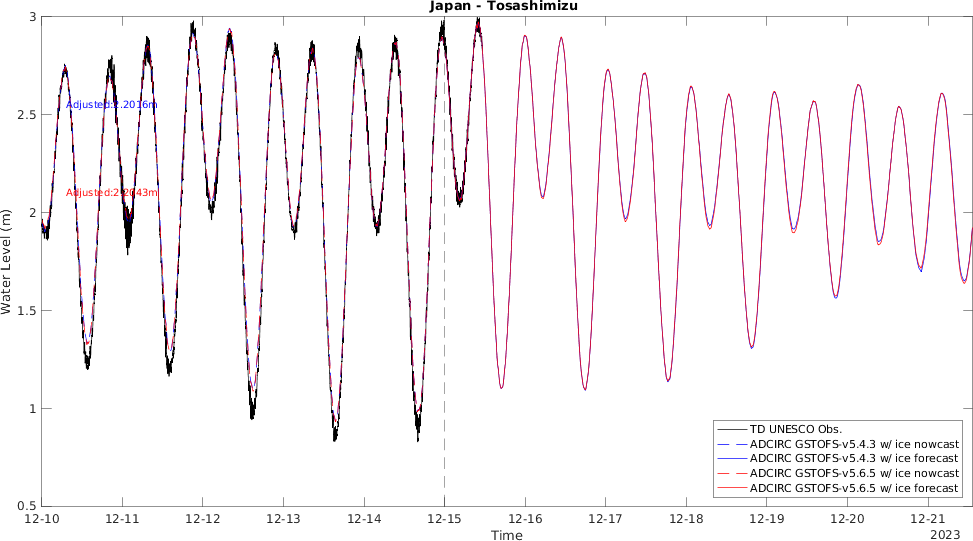 Japan - Tosashimizu
3
2.5
2
1.5
1
0.5
Water Level (m)
Adjusted:2.2016m
Adjusted:2.2043m
TD UNESCO Obs.
ADCIRC GSTOFS-v5.4.3 w/ ice nowcast
ADCIRC GSTOFS-v5.4.3 w/ ice forecast
ADCIRC GSTOFS-v5.6.5 w/ ice nowcast
ADCIRC GSTOFS-v5.6.5 w/ ice forecast
12-10 12-11 12-12 12-13 12-14 12-15 12-16 12-17 12-18 12-19 12-20 12-21
2023
Time